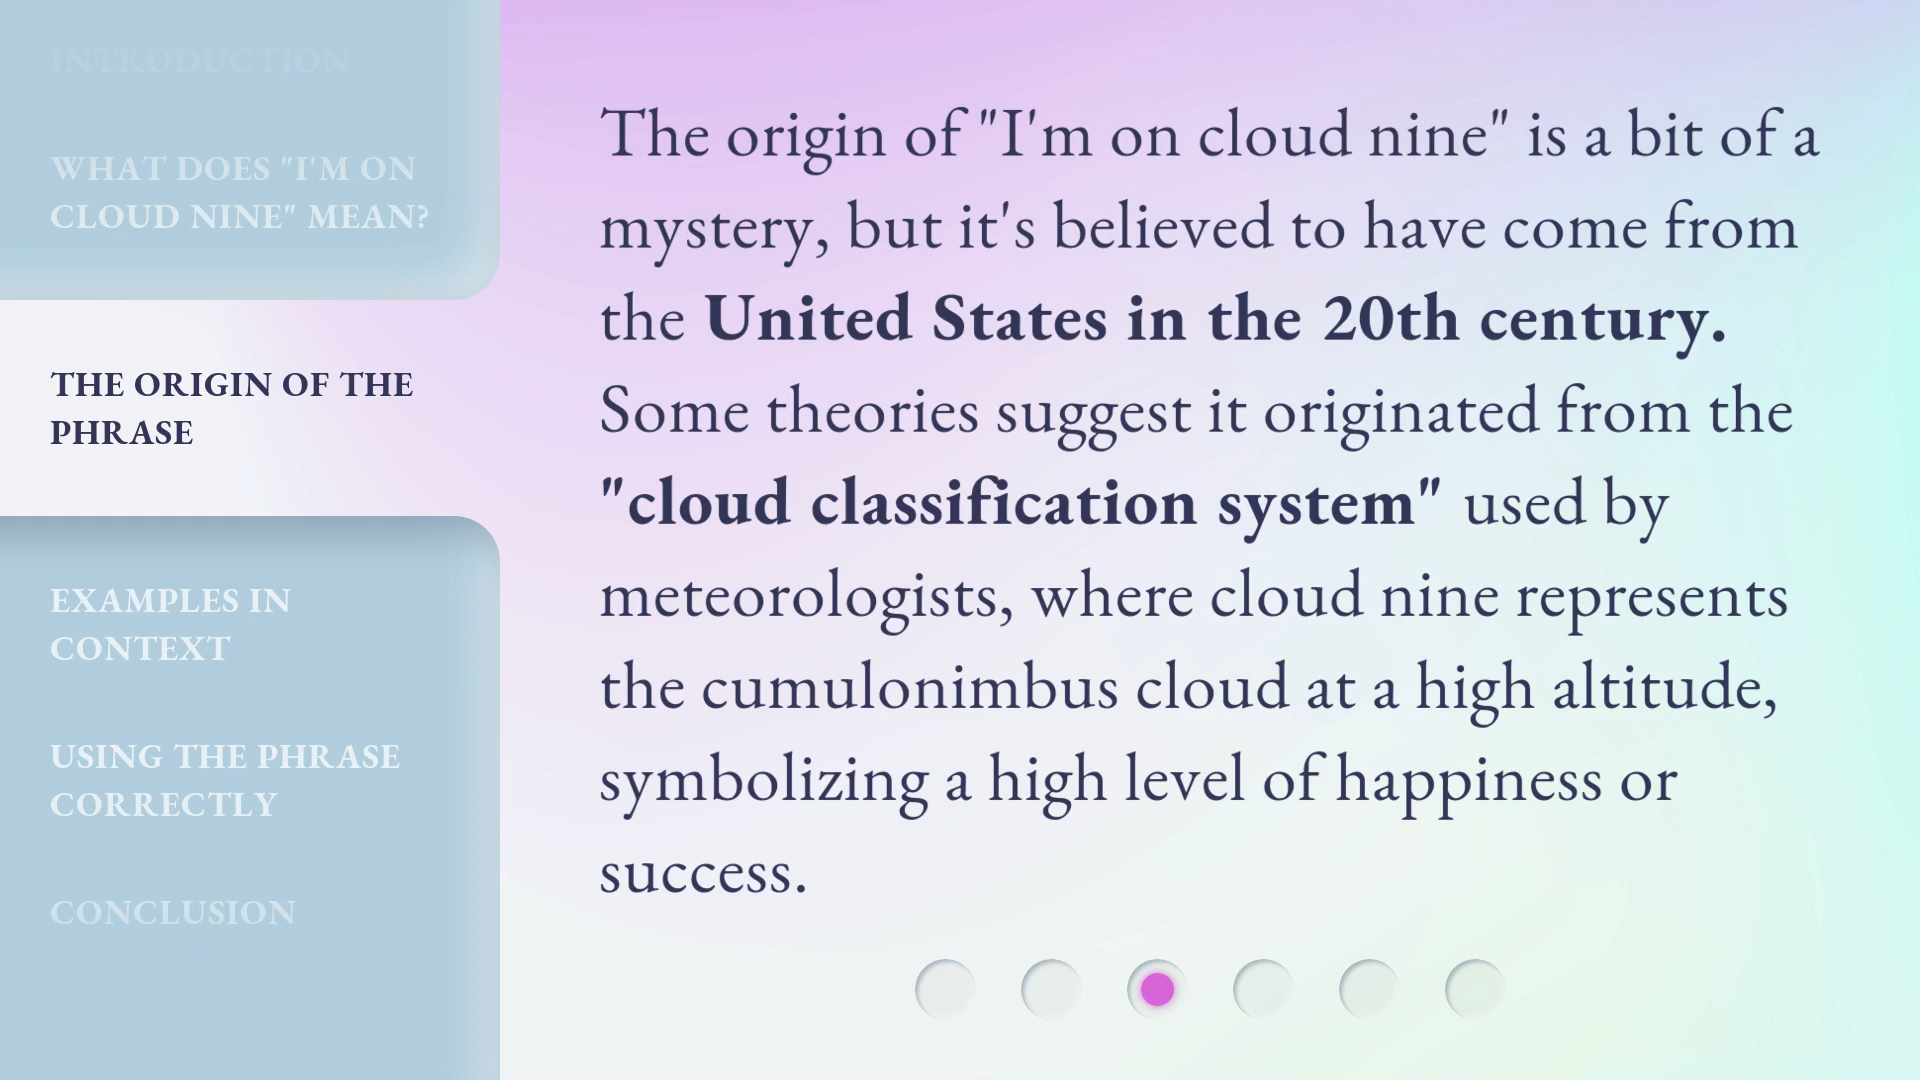 INTRODUCTION
WHAT DOES "I'M ON
CLOUD NINE" MEAN?
THE ORIGIN OF THE
PHRASE
EXAMPLES IN
CONTEXT
USING THE PHRASE
CORRECTLY
CONCLUSION
The origin of "I'm on cloud nine" is a bit of a
mystery, but it's believed to have come from
the United States in the 20th century.
Some theories suggest it originated from the
"cloud classification system" used by
meteorologists, where cloud nine represents
the cumulonimbus cloud at a high altitude,
symbolizing a high level of happiness or
success.